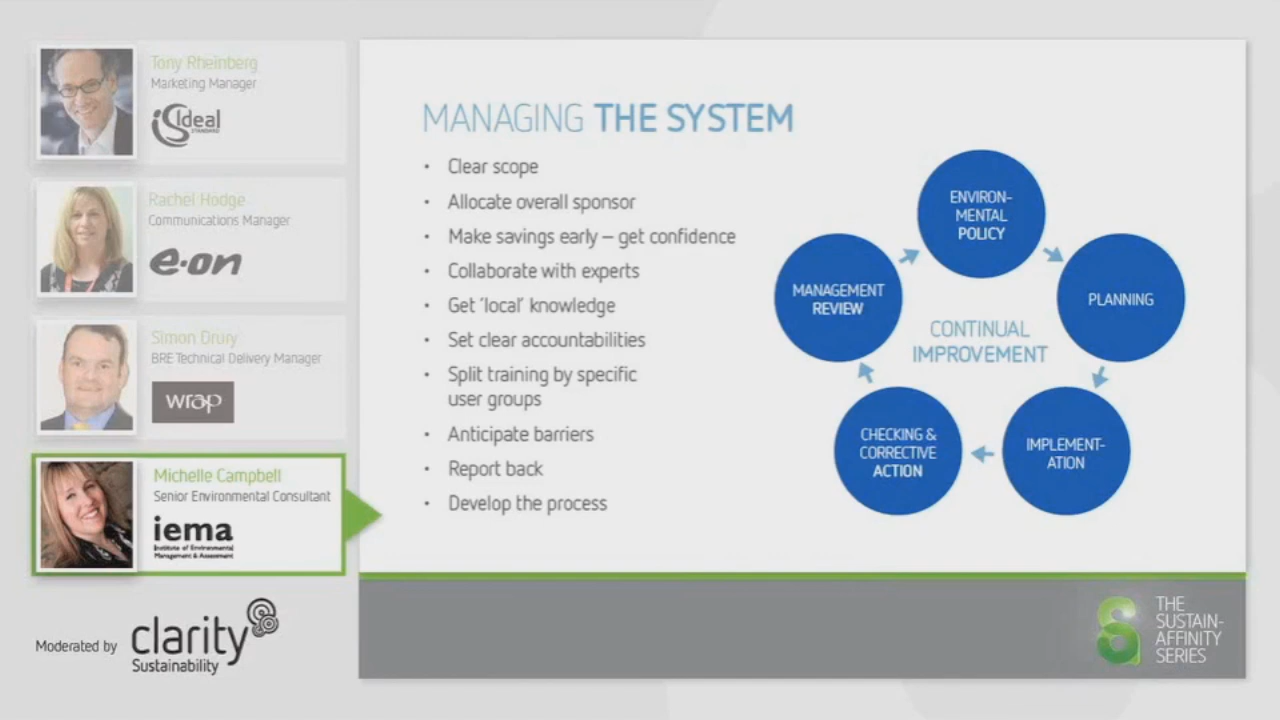 Tony Rheinberg
Marketing Manager
Ideal
STANDARD
Rachel Hodge
Communications Manager
e·on
Simon Drury
BRE Technical Delivery Manager
wrap
Michelle Campbell
Senior Environmental Consultant
iema
Institute of Environmental
Management & Assessment
Moderated by
clarity
Sustainability
MANAGING THE SYSTEM
• Clear scope
• Allocate overall sponsor
• Make savings early – get confidence
• Collaborate with experts
• Get ‘local’ knowledge
• Set clear accountabilities
• Split training by specific
user groups
• Anticipate barriers
• Report back
• Develop the process
ENVIRON-
MENTAL
POLICY
PLANNING
IMPLEMENT-
ATION
CHECKING &
CORRECTIVE
ACTION
MANAGEMENT
REVIEW
CONTINUAL
IMPROVEMENT
THE
SUSTAIN-
AFFINITY
SERIES